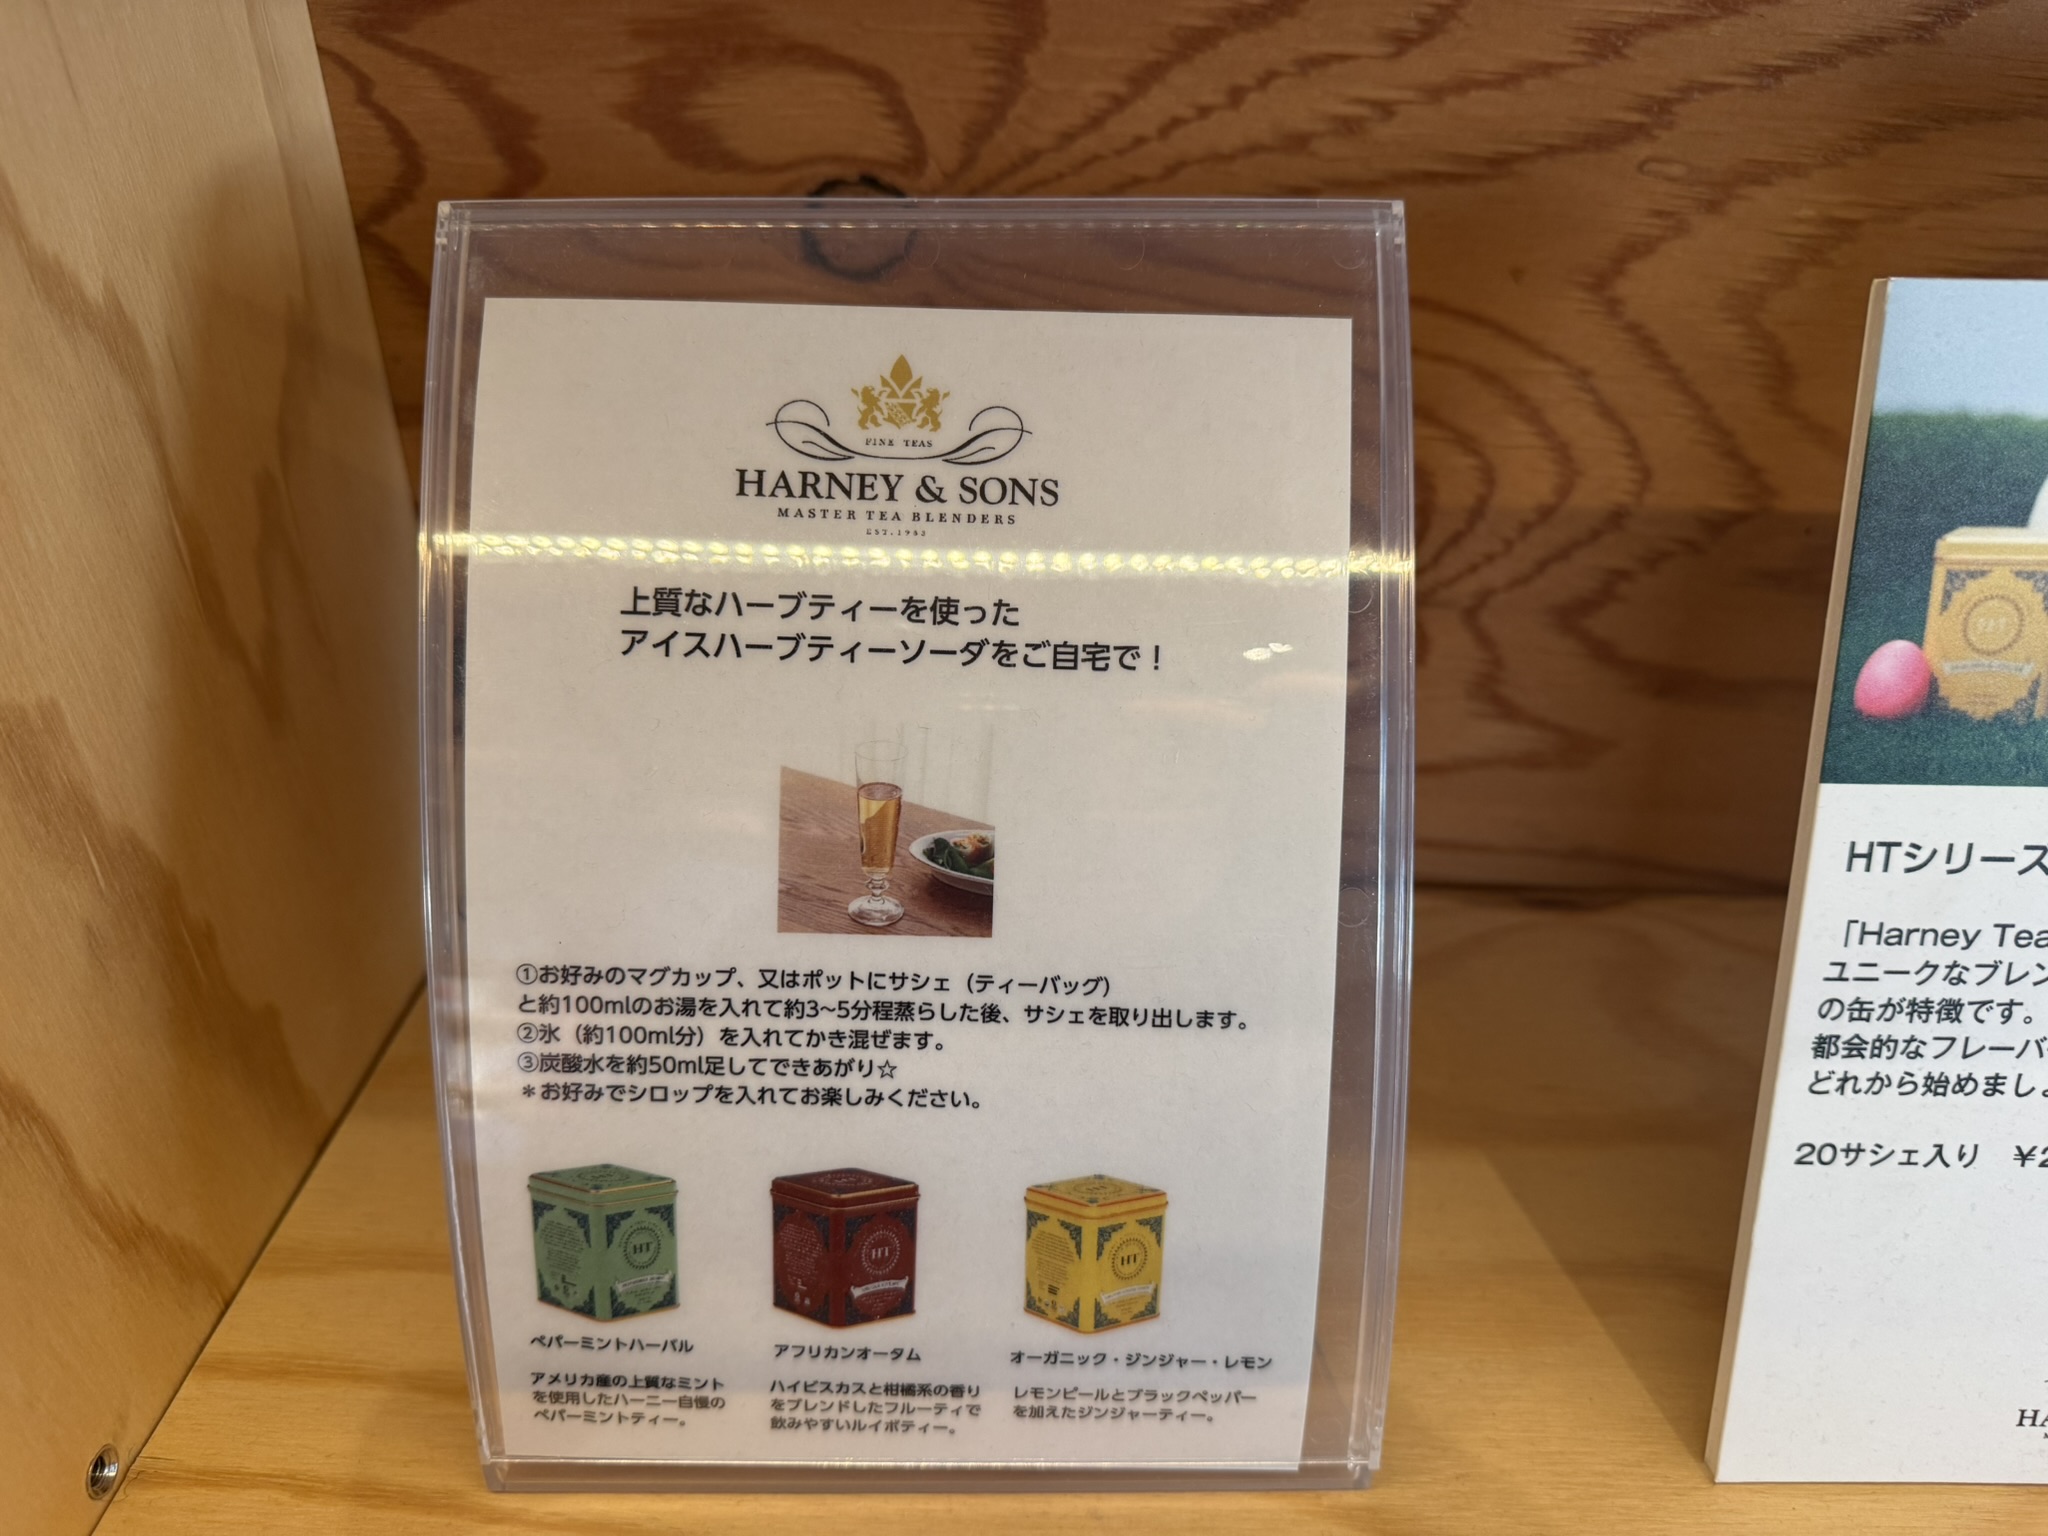 FINE TEAS
HARNEY & SONS
MASTER TEA BLENDERS
EST. 1983
上質なハーブティーを使った
アイスハーブティーソーダをご自宅で！
①お好みのマグカップ、又はポットにサシェ（ティーバッグ）
と約100mlのお湯を入れて約3~5分程蒸らした後、サシェを取り出します。
②氷（約100ml分）を入れてかき混ぜます。
③炭酸水を約50ml足してできあがり☆
＊お好みでシロップを入れてお楽しみください。
HT
ペパーミントハーバル
アメリカ産の上質なミント
を使用したハーニー自慢の
ペパーミントティー。
HT
アフリカンオータム
ハイビスカスと柑橘系の香り
をブレンドしたフルーティで
飲みやすいルイボスティー。
HT
オーガニック・ジンジャー・レモン
レモンピールとブラックペッパー
を加えたジンジャーティー。
HT
HTシリーズ
「Harney Tea
ユニークなブレン
の缶が特徴です。
都会的なフレーバ
どれから始めまし
20サシェ入り ¥2
HA